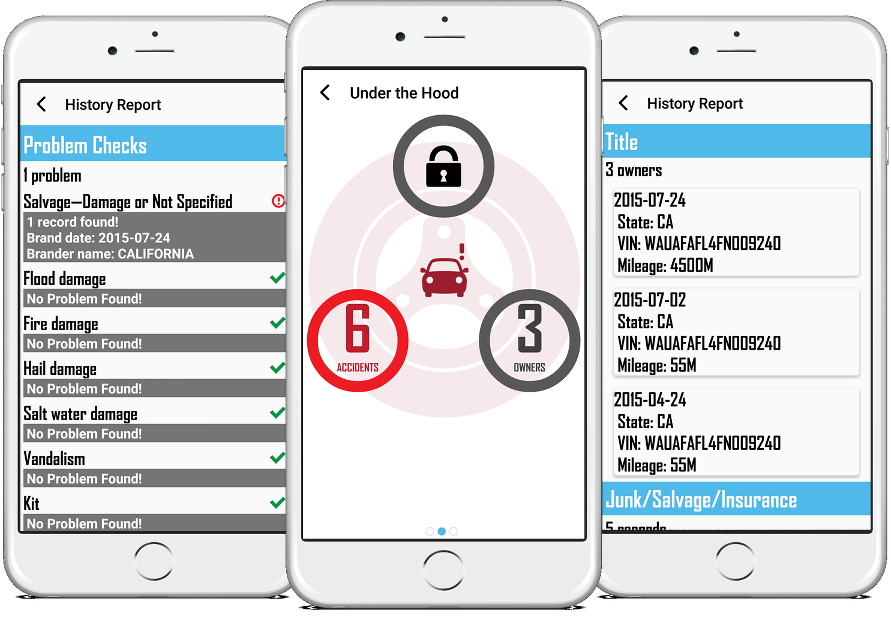 History Report
Problem Checks
1 problem
Salvage—Damage or Not Specified
1 record found!
Brand date: 2015-07-24
Brander name: CALIFORNIA
Flood damage
No Problem Found!
Fire damage
No Problem Found!
Hail damage
No Problem Found!
Salt water damage
No Problem Found!
Vandalism
No Problem Found!
Kit
No Problem Found!
Under the Hood
6
ACCIDENTS
3
OWNERS
History Report
Title
3 owners
2015-07-24
State: CA
VIN: WAUAFAFL4FN009240
Mileage: 4500M
2015-07-02
State: CA
VIN: WAUAFAFL4FN009240
Mileage: 55M
2015-04-24
State: CA
VIN: WAUAFAFL4FN009240
Mileage: 55M
Junk/Salvage/Insurance
5 records